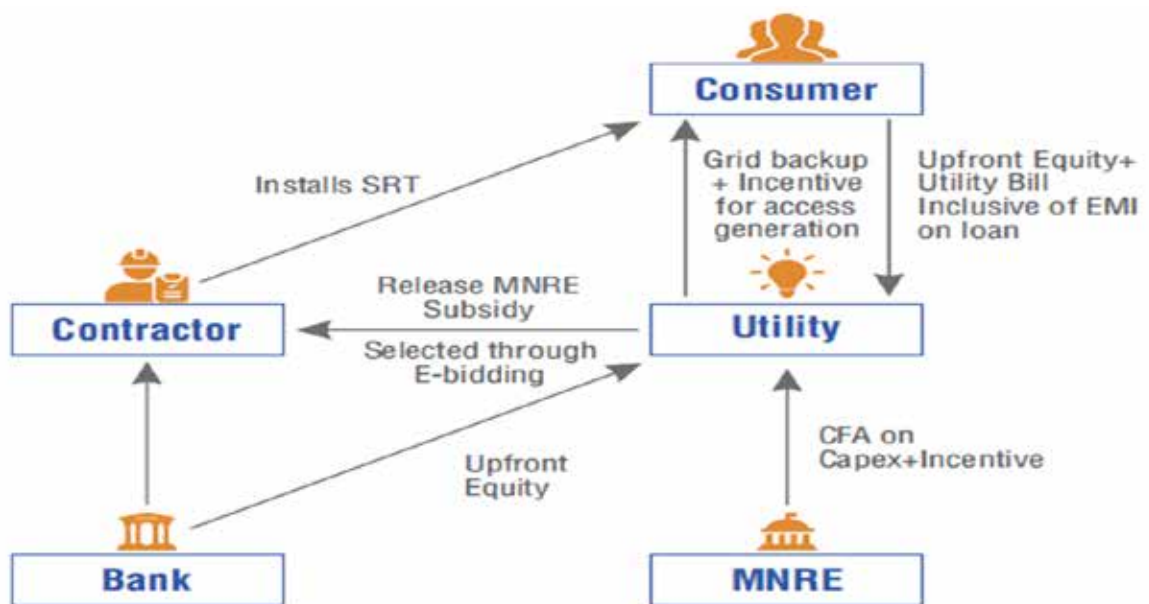 Consumer
Installs SRT
Grid backup
+ Incentive
for access
generation
Upfront Equity+
Utility Bill
Inclusive of EMI
on loan
Release MNRE
Subsidy
Contractor
Utility
Selected through
E-bidding
CFA on
Capex+Incentive
Upfront
Equity
Bank
MNRE